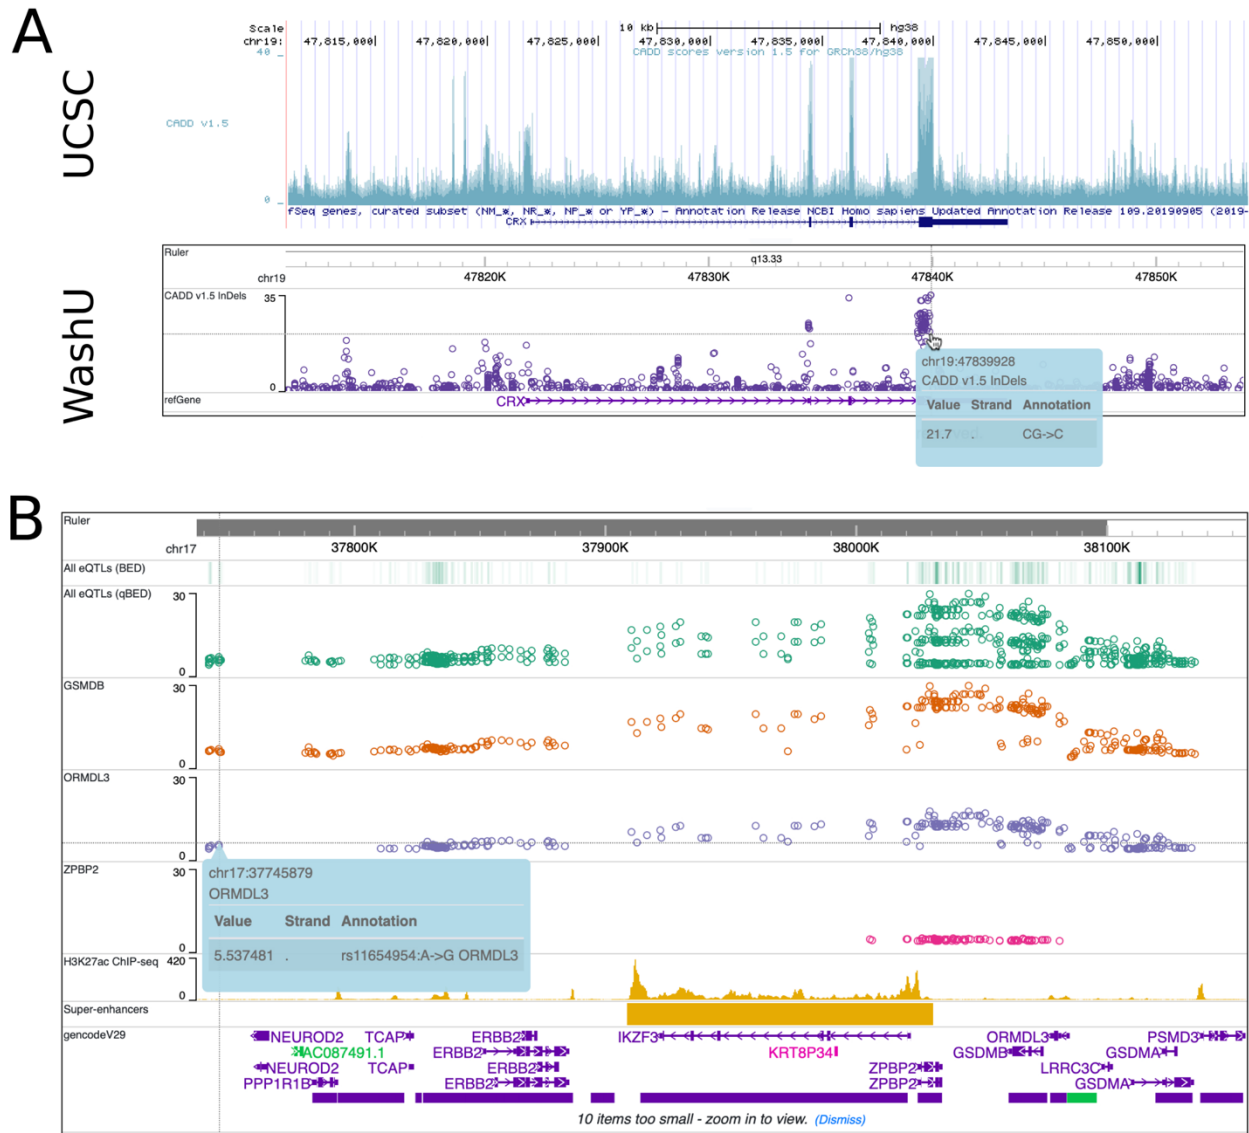 A
UCSC
Scale
10 kb
hg38
chr19:
47,815,000
47,820,000
47,825,000
47,830,000
47,835,000
47,840,000
47,845,000
47,850,000
40
CADD scores version 1.5 for GRCh38/hg38
CADD v1.5
0
fSeq genes, curated subset (NM_*, NR_*, NP_* or YP_*) - Annotation Release NCBI Homo sapiens Updated Annotation Release 109.20190905 (2019-
CRX
WashU
Ruler
q13.33
chr19
47820K
47830K
47840K
47850K
CADD v1.5 InDels
35
0
refGene
CRX
chr19:47839928
CADD v1.5 InDels
Value Strand Annotation
21.7 . CG->C
B
Ruler
chr17
37800K
37900K
38000K
38100K
All eQTLs (BED)
All eQTLs (qBED)
30
0
GSMDB
30
0
ORMDL3
30
0
chr17:37745879
ORMDL3
Value Strand Annotation
5.537481 . rs11654954:A->G ORMDL3
ZPBP2
30
0
H3K27ac ChIP-seq
420
0
Super-enhancers
gencodeV29
NEUROD2 TCAP ERBB2 IKZF3 ORMDL3 PSMD3
AC087491.1 ERBB2 KRT8P34 GSDMB GSDMA
NEUROD2 TCAP ERBB2 ZPBP2 LRRC3C
PPP1R1B ERBB2 ZPBP2 GSDMA
10 items too small - zoom in to view. (Dismiss)